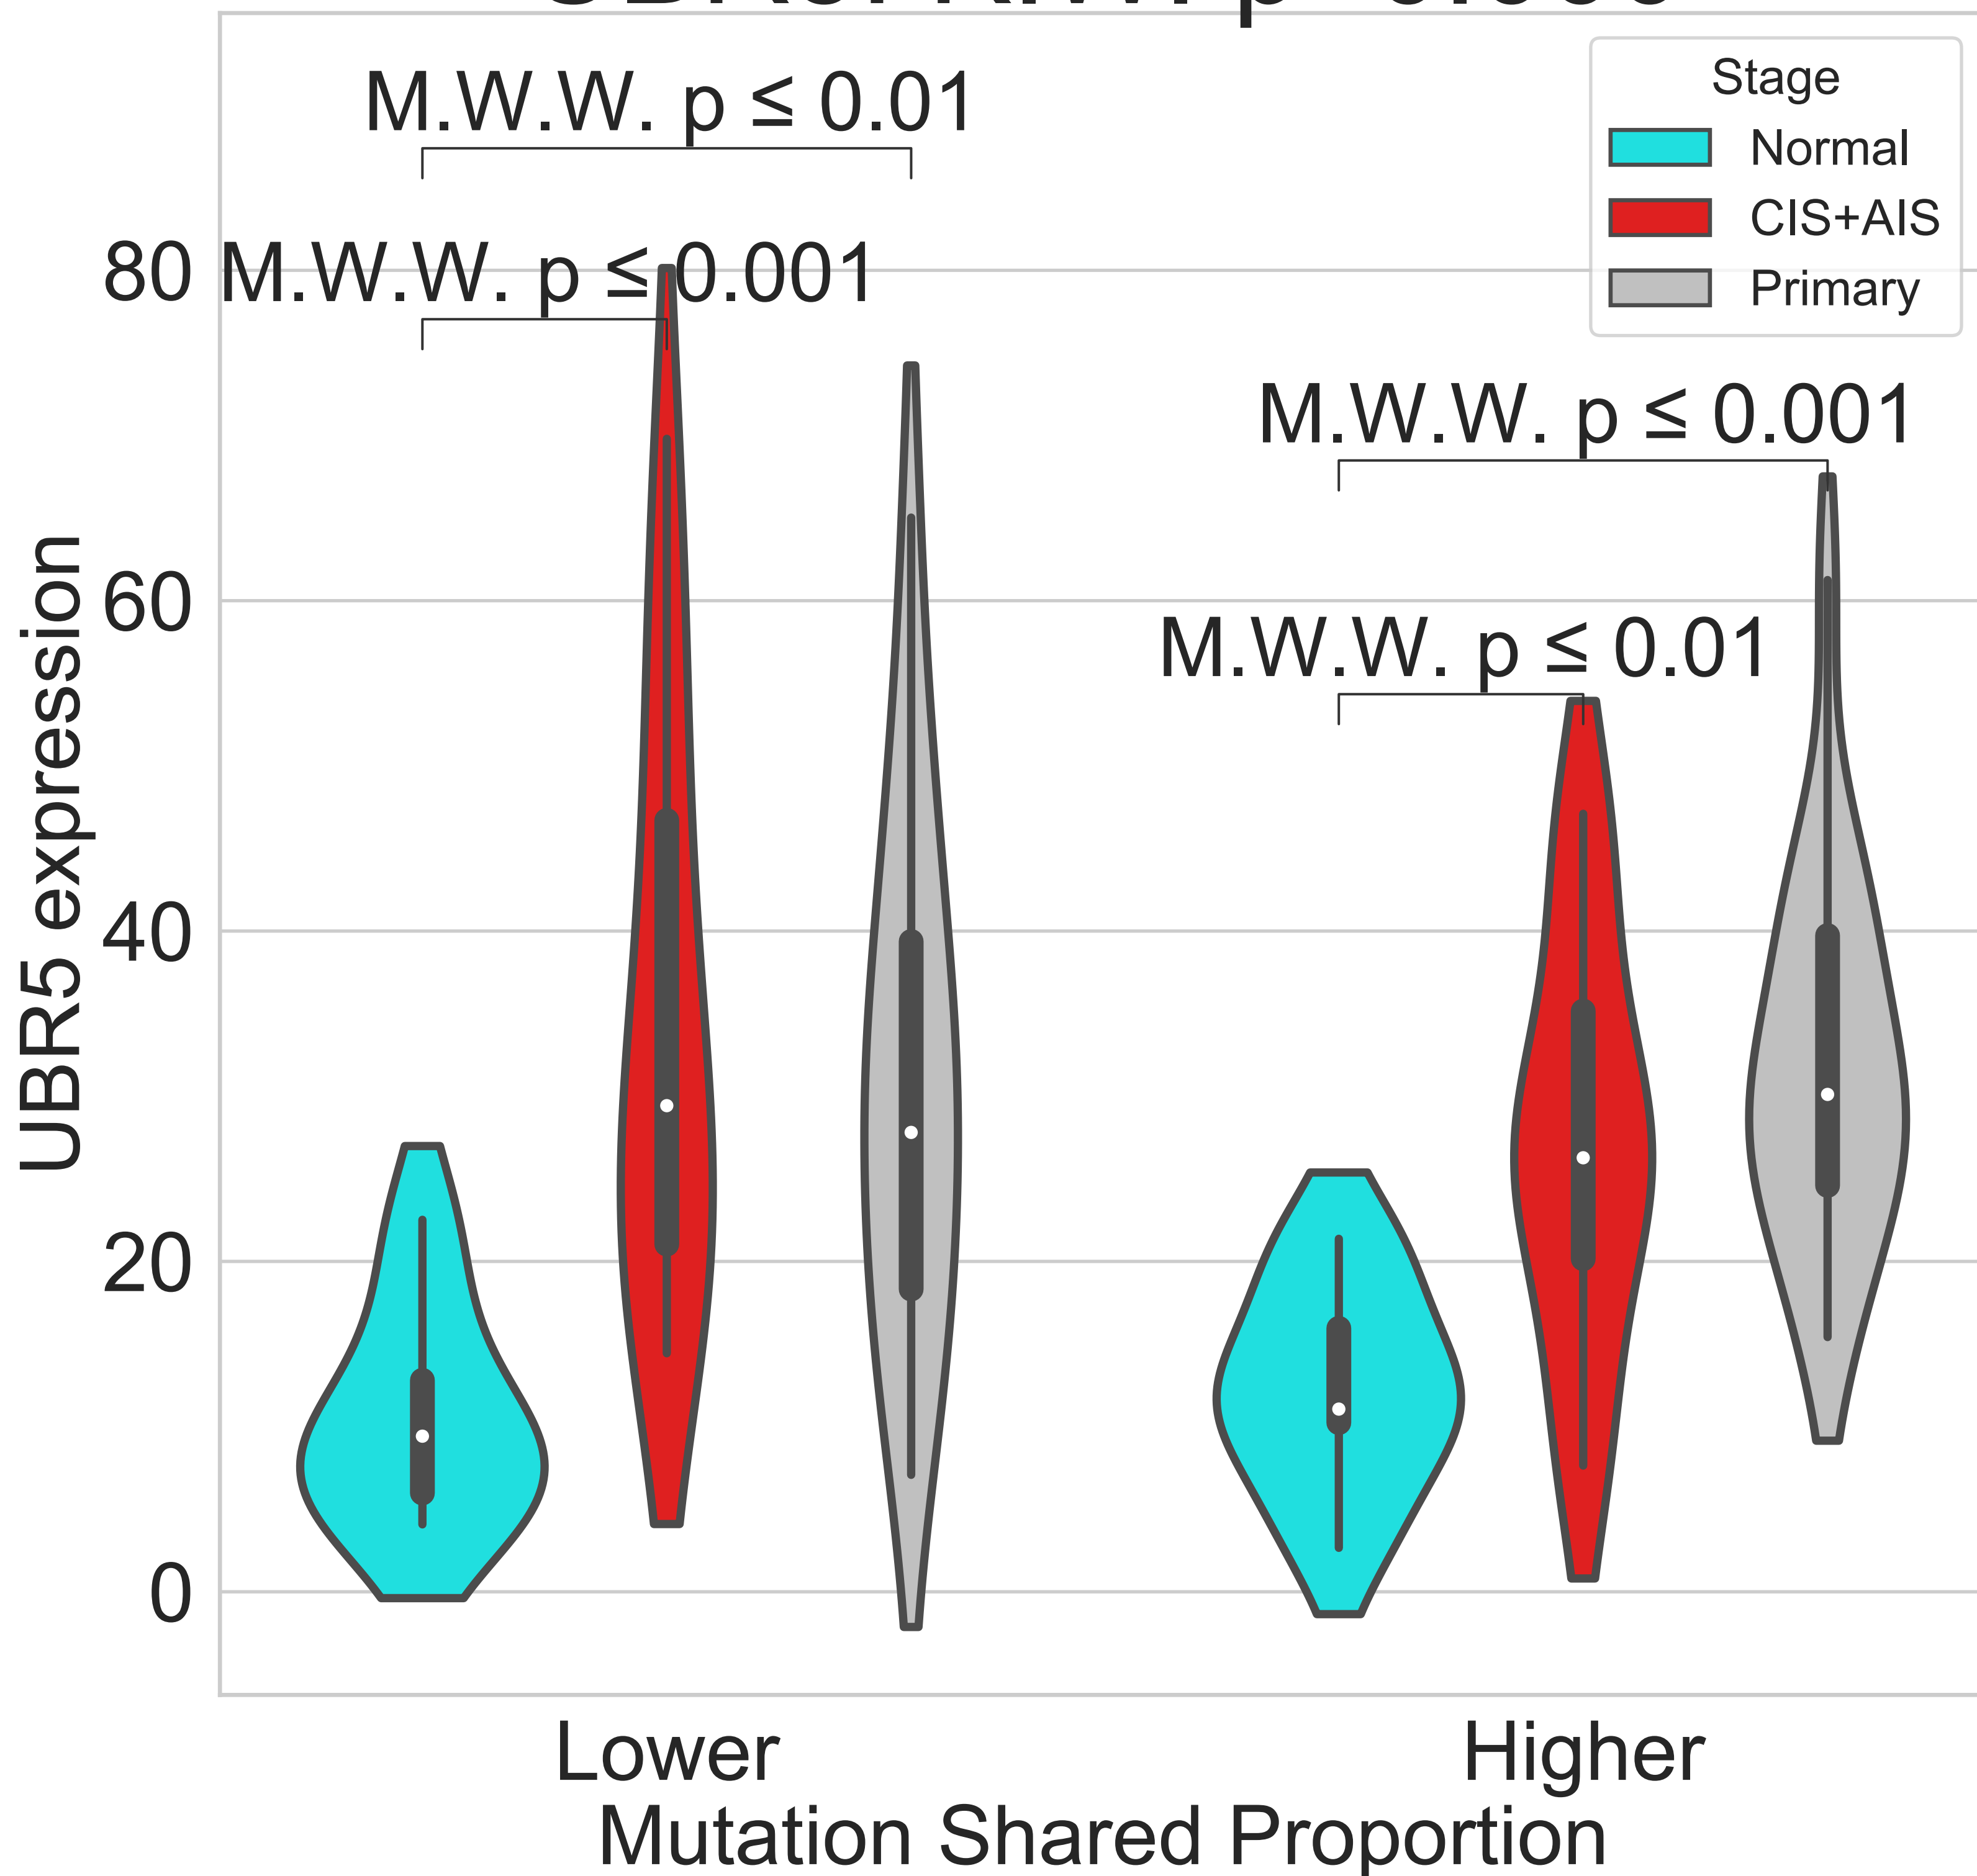 M.W.W. p ≤ 0.01
M.W.W. p ≤ 0.001
M.W.W. p ≤ 0.001
M.W.W. p ≤ 0.01
Stage
Normal
CIS+AIS
Primary
UBR5 expression
80
60
40
20
0
Lower
Higher
Mutation Shared Proportion